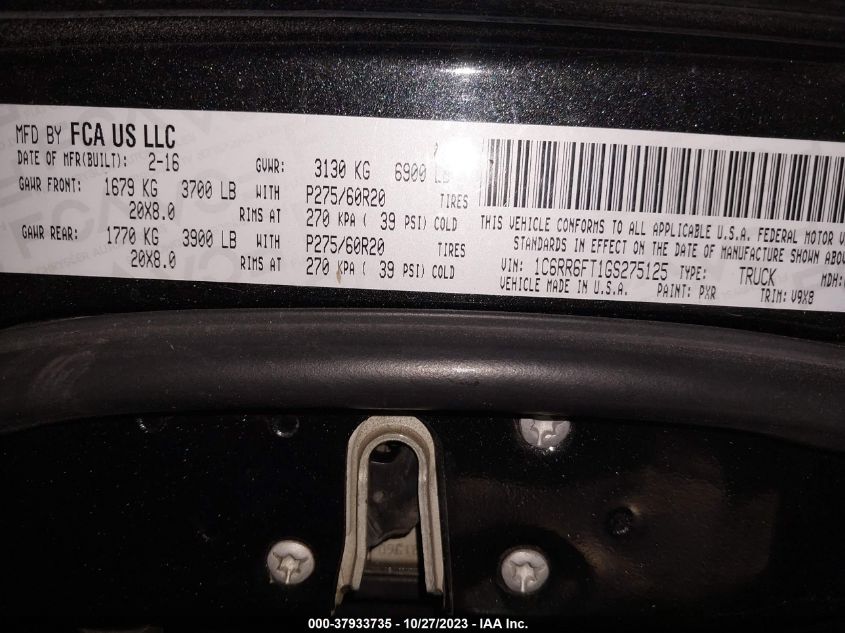 MFD BY FCA US LLC
DATE OF MFR(BUILT): 2-16 GVWR: 3130 KG 6900 LB
GAWR FRONT: 1679 KG 3700 LB WITH P275/60R20 TIRES
20X8.0 RIMS AT 270 KPA ( 39 PSI) COLD
GAWR REAR: 1770 KG 3900 LB WITH P275/60R20 TIRES
20X8.0 RIMS AT 270 KPA ( 39 PSI) COLD
THIS VEHICLE CONFORMS TO ALL APPLICABLE U.S.A. FEDERAL MOTOR
STANDARDS IN EFFECT ON THE DATE OF MANUFACTURE SHOWN
VIN: 1C6RR6FT1GS275125 TYPE: TRUCK MDH:
VEHICLE MADE IN U.S.A. PAINT: PXR TRIM: V9X8
000-37933735 - 10/27/2023 - IAA Inc.